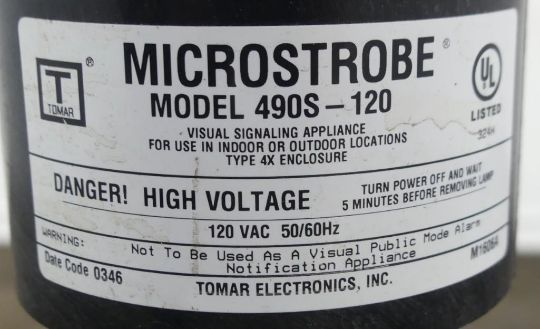 T
TOMAR
®
MICROSTROBE®
MODEL 490S-120
UL
LISTED
324H
VISUAL SIGNALING APPLIANCE
FOR USE IN INDOOR OR OUTDOOR LOCATIONS
TYPE 4X ENCLOSURE
DANGER! HIGH VOLTAGE
TURN POWER OFF AND WAIT
5 MINUTES BEFORE REMOVING LAMP
120 VAC 50/60Hz
WARNING: Not To Be Used As A Visual Public Mode Alarm
Notification Appliance
Date Code 0346
M1606A
TOMAR ELECTRONICS, INC.